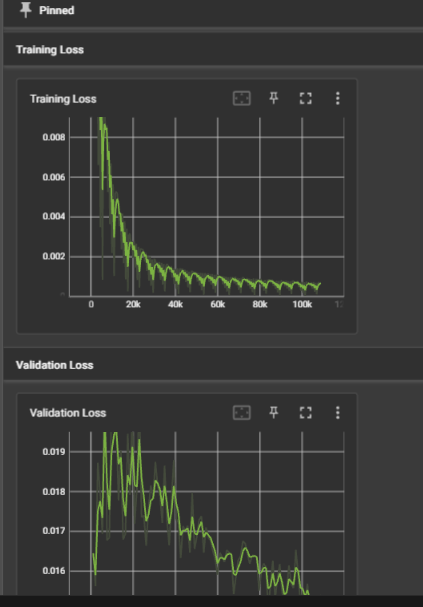 Pinned
Training Loss
Training Loss
0.008
0.006
0.004
0.002
0 20k 40k 60k 80k 100k
Validation Loss
Validation Loss
0.019
0.018
0.017
0.016